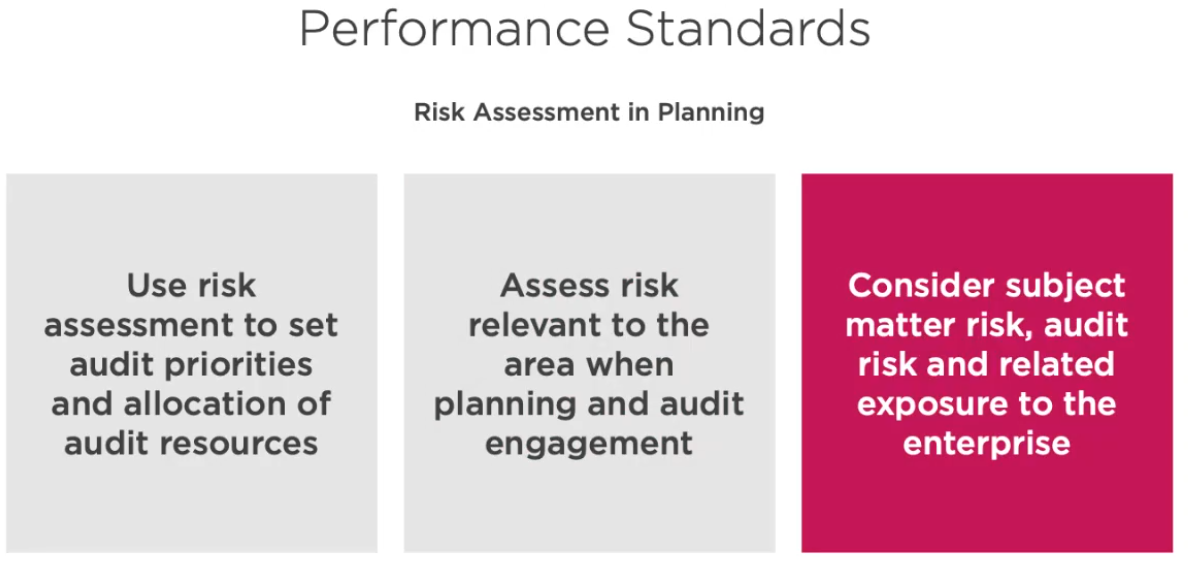 Performance Standards
Risk Assessment in Planning
Use risk
assessment to set
audit priorities
and allocation of
audit resources
Assess risk
relevant to the
area when
planning and audit
engagement
Consider subject
matter risk, audit
risk and related
exposure to the
enterprise